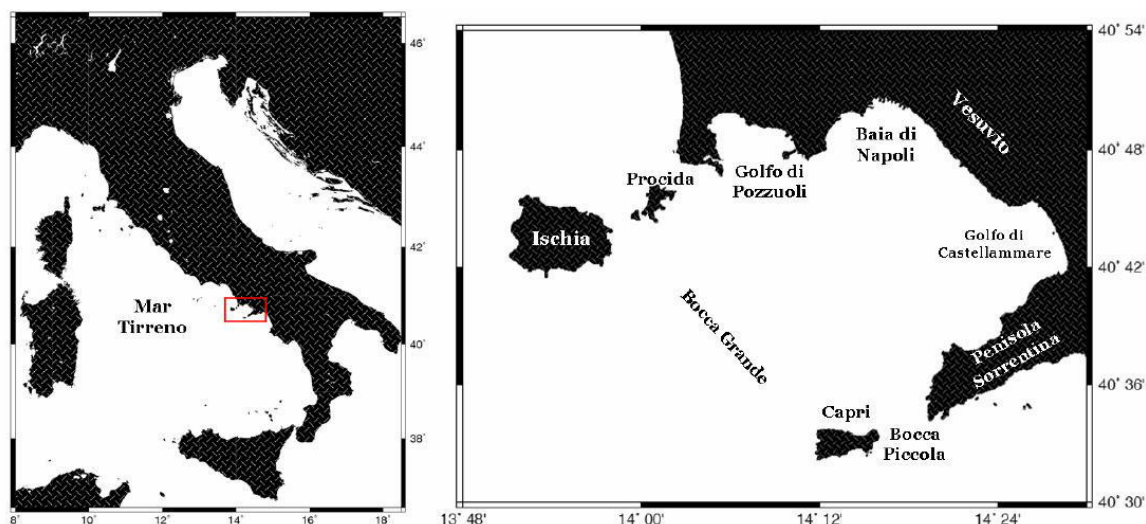 46˚
44˚
42˚
40˚
38˚
8˚
10˚
12˚
14˚
16˚
18˚
Mar
Tirreno
40˚ 54'
40˚ 48'
40˚ 42'
40˚ 36'
40˚ 30'
13˚ 48'
14˚ 00'
14˚ 12'
14˚ 24'
Vesuvio
Baia di
Napoli
Golfo di
Pozzuoli
Procida
Ischia
Golfo di
Castellammare
Bocca Grande
Penisola
Sorrentina
Capri
Bocca
Piccola